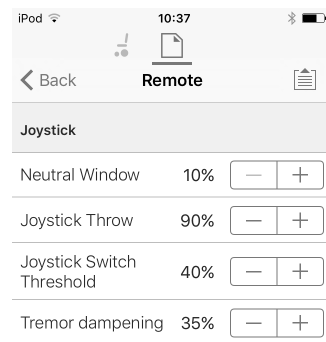 iPod 10:37
Back Remote
Joystick
Neutral Window 10% — +
Joystick Throw 90% — +
Joystick Switch
Threshold 40% — +
Tremor dampening 35% — +